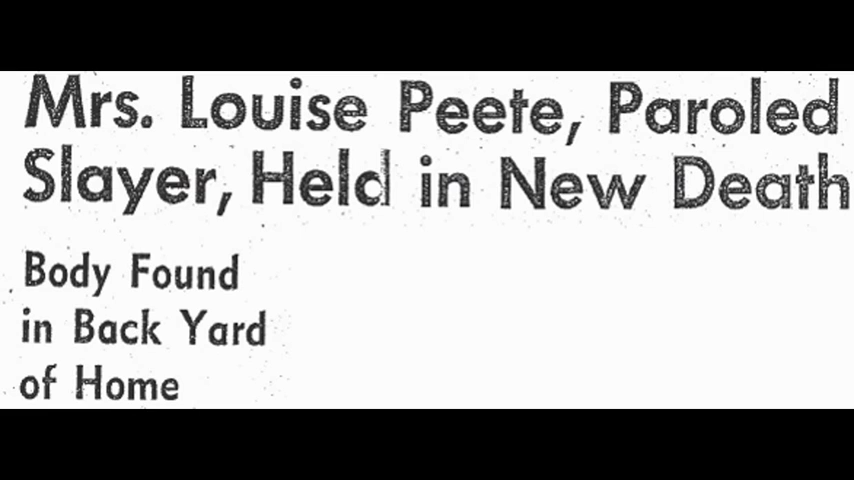 Mrs. Louise Peete, Paroled
Slayer, Held in New Death
Body Found
in Back Yard
of Home